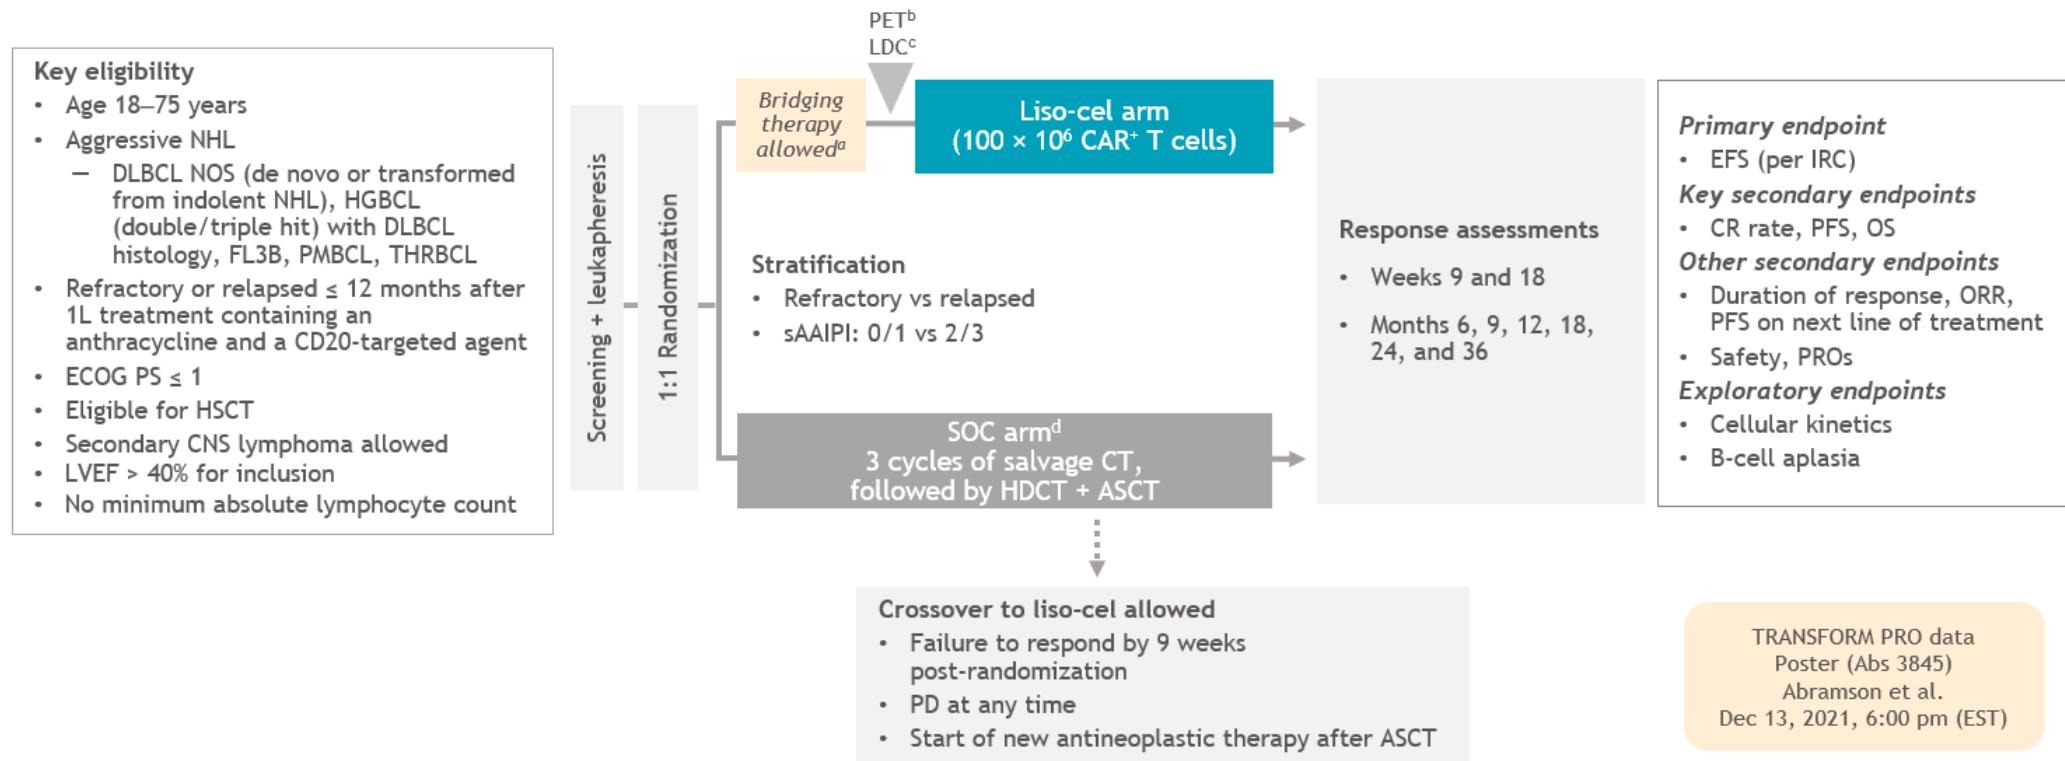 Key eligibility
• Age 18–75 years
• Aggressive NHL
– DLBCL NOS (de novo or transformed
from indolent NHL), HGBCL
(double/triple hit) with DLBCL
histology, FL3B, PMBCL, THRBCL
• Refractory or relapsed ≤ 12 months after
1L treatment containing an
anthracycline and a CD20-targeted agent
• ECOG PS ≤ 1
• Eligible for HSCT
• Secondary CNS lymphoma allowed
• LVEF > 40% for inclusion
• No minimum absolute lymphocyte count
Screening + leukapheresis
1:1 Randomization
Bridging
therapy
allowedᵃ
PETᵇ
LDCᶜ
Liso-cel arm
(100 × 10⁶ CAR⁺ T cells)
Stratification
• Refractory vs relapsed
• sAAIPI: 0/1 vs 2/3
SOC armᵈ
3 cycles of salvage CT,
followed by HDCT + ASCT
Crossover to liso-cel allowed
• Failure to respond by 9 weeks
post-randomization
• PD at any time
• Start of new antineoplastic therapy after ASCT
Response assessments
• Weeks 9 and 18
• Months 6, 9, 12, 18,
24, and 36
Primary endpoint
• EFS (per IRC)
Key secondary endpoints
• CR rate, PFS, OS
Other secondary endpoints
• Duration of response, ORR,
PFS on next line of treatment
• Safety, PROs
Exploratory endpoints
• Cellular kinetics
• B-cell aplasia
TRANSFORM PRO data
Poster (Abs 3845)
Abramson et al.
Dec 13, 2021, 6:00 pm (EST)